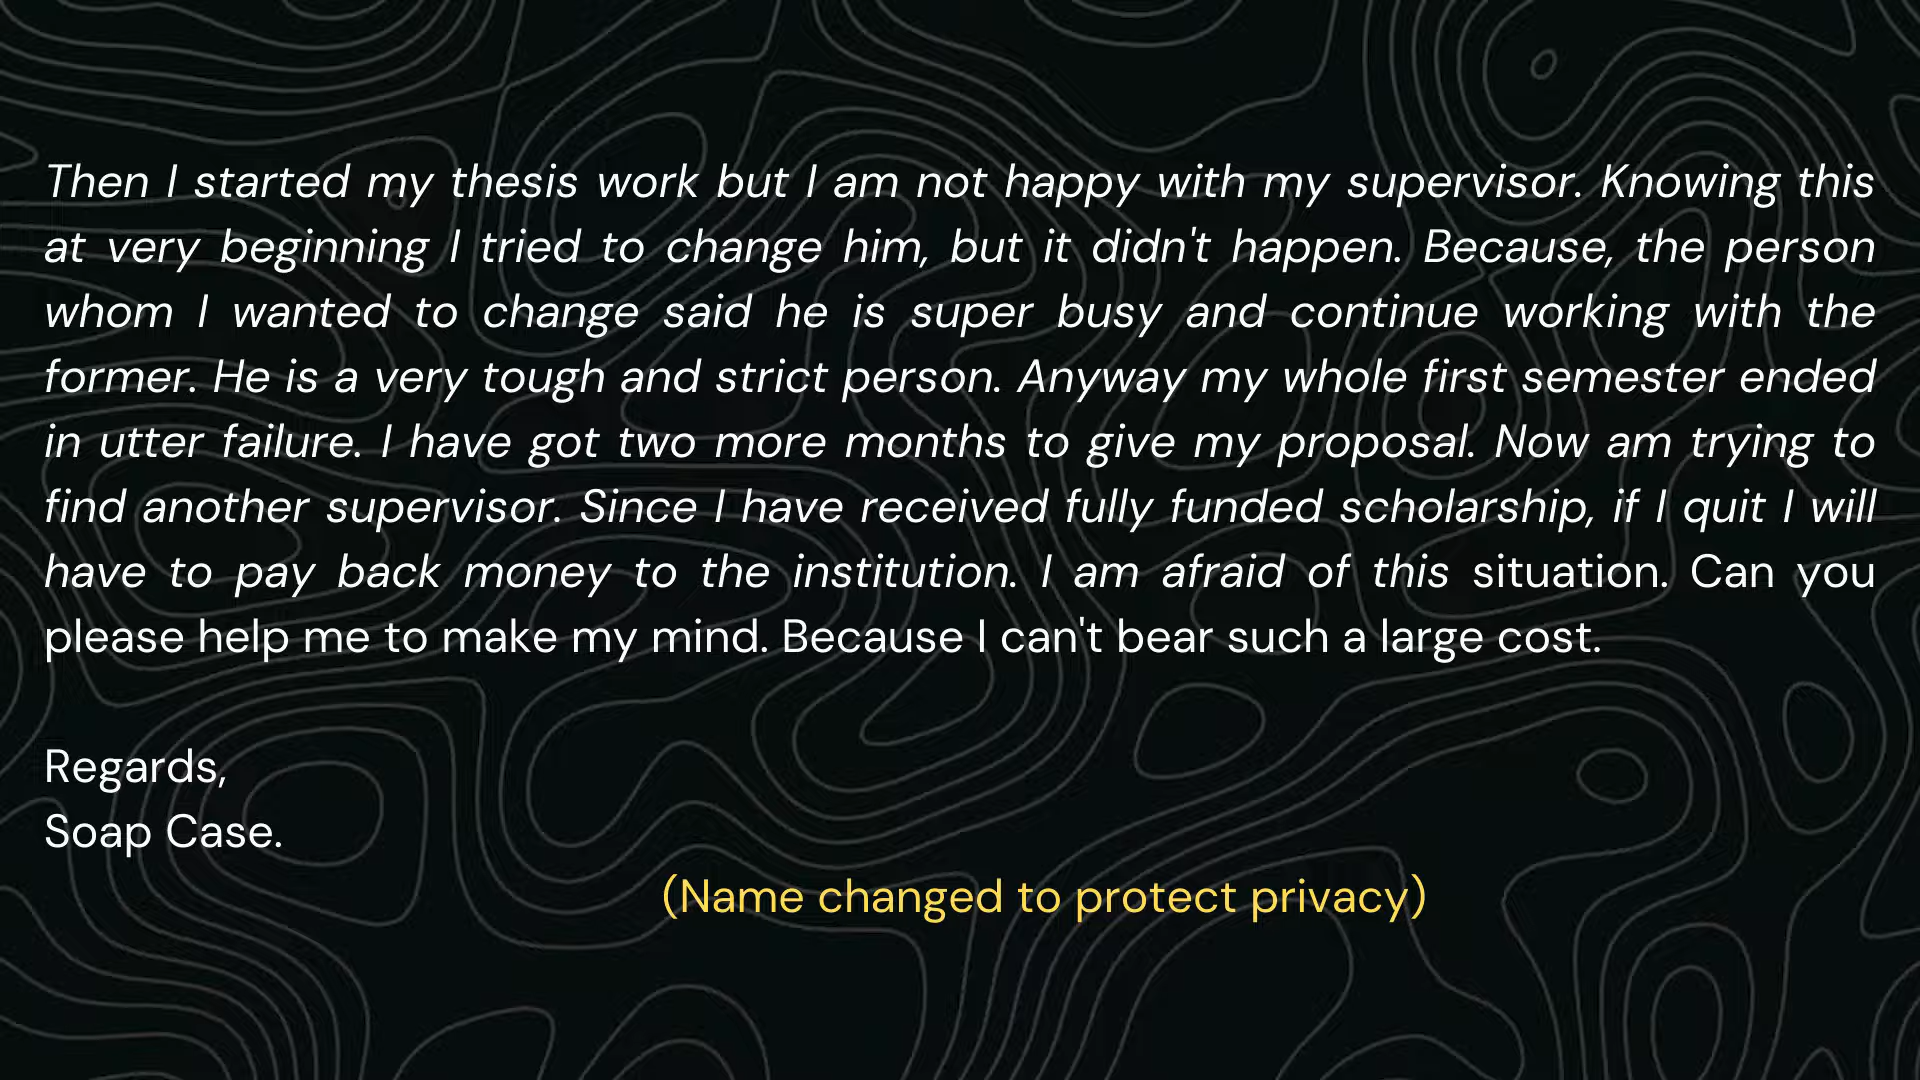 Then I started my thesis work but I am not happy with my supervisor. Knowing this
at very beginning I tried to change him, but it didn't happen. Because, the person
whom I wanted to change said he is super busy and continue working with the
former. He is a very tough and strict person. Anyway my whole first semester ended
in utter failure. I have got two more months to give my proposal. Now am trying to
find another supervisor. Since I have received fully funded scholarship, if I quit I will
have to pay back money to the institution. I am afraid of this situation. Can you
please help me to make my mind. Because I can't bear such a large cost.
Regards,
Soap Case.
(Name changed to protect privacy)